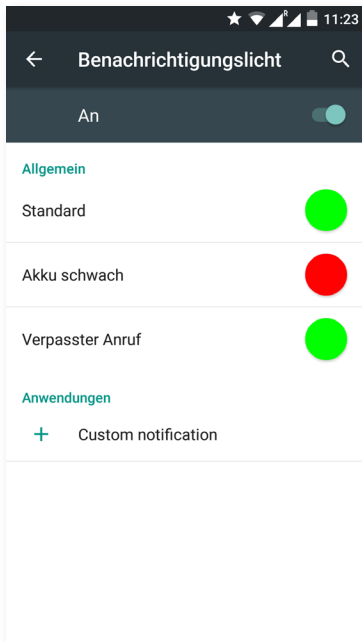 R 11:23
Benachrichtigungslicht
An
Allgemein
Standard
Akku schwach
Verpasster Anruf
Anwendungen
+ Custom notification